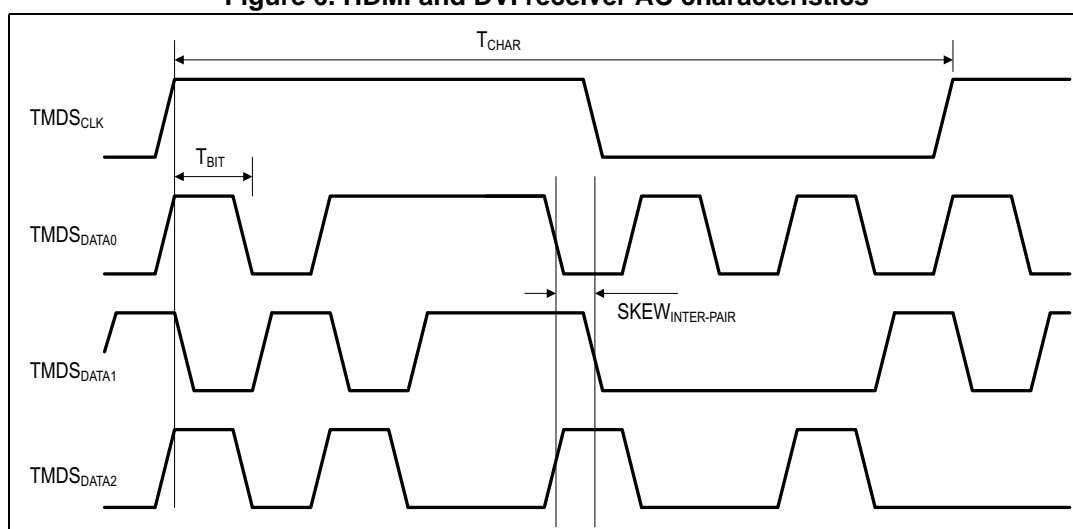 Figure 6. HDMI and DVI receiver AC characteristics
TCHAR
TMDSCLK
TBIT
TMDSDATA0
SKEWINTER-PAIR
TMDSDATA1
TMDSDATA2